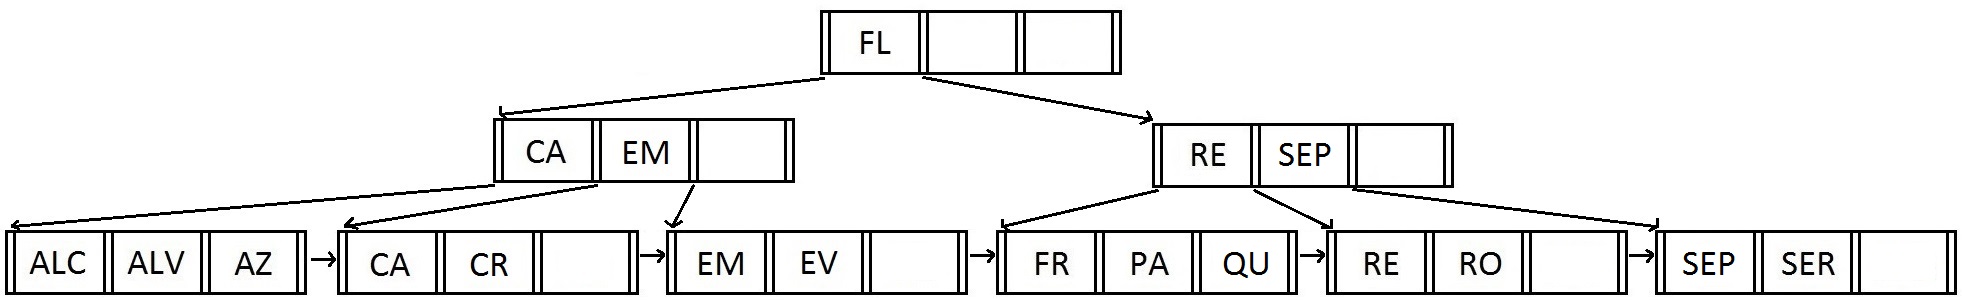 FL
CA EM RE SEP
ALC ALV AZ CA CR EM EV FR PA QU RE RO SEP SER